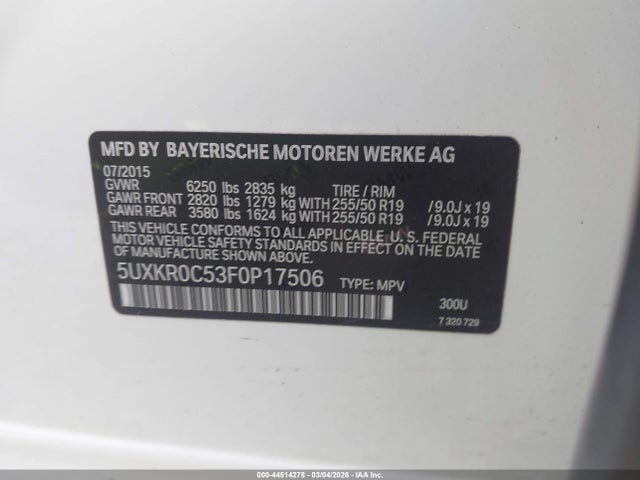 MFD BY BAYERISCHE MOTOREN WERKE AG
07/2015
GVWR 6250 lbs 2835 kg TIRE / RIM
GAWR FRONT 2820 lbs 1279 kg WITH 255/50 R19 /9.0J x 19
GAWR REAR 3580 lbs 1624 kg WITH 255/50 R19 /9.0J x 19
THIS VEHICLE CONFORMS TO ALL APPLICABLE U. S. FEDERAL
MOTOR VEHICLE SAFETY STANDARDS IN EFFECT ON THE
DATE OF MANUFACTURE SHOWN ABOVE.
5UXKR0C53F0P17506 TYPE: MPV
300U
7 320 729
000-44514278 - 03/04/2026 - IAAI.CA